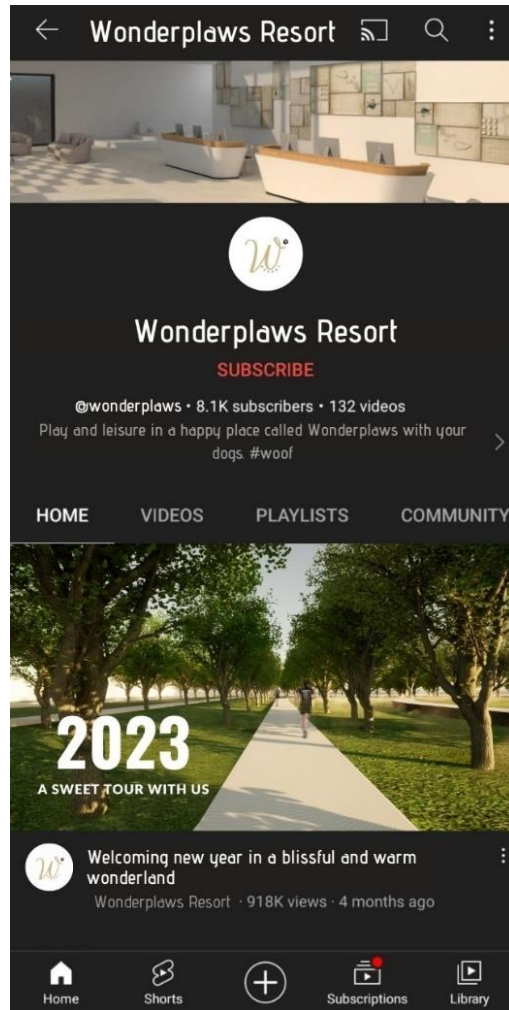 Wonderplaws Resort
W
Wonderplaws Resort
SUBSCRIBE
@wonderplaws • 8.1K subscribers • 132 videos
Play and leisure in a happy place called Wonderplaws with your
dogs. #woof
HOME VIDEOS PLAYLISTS COMMUNITY
2023
A SWEET TOUR WITH US
W
Welcoming new year in a blissful and warm
wonderland
Wonderplaws Resort · 918K views · 4 months ago
Home Shorts Subscriptions Library